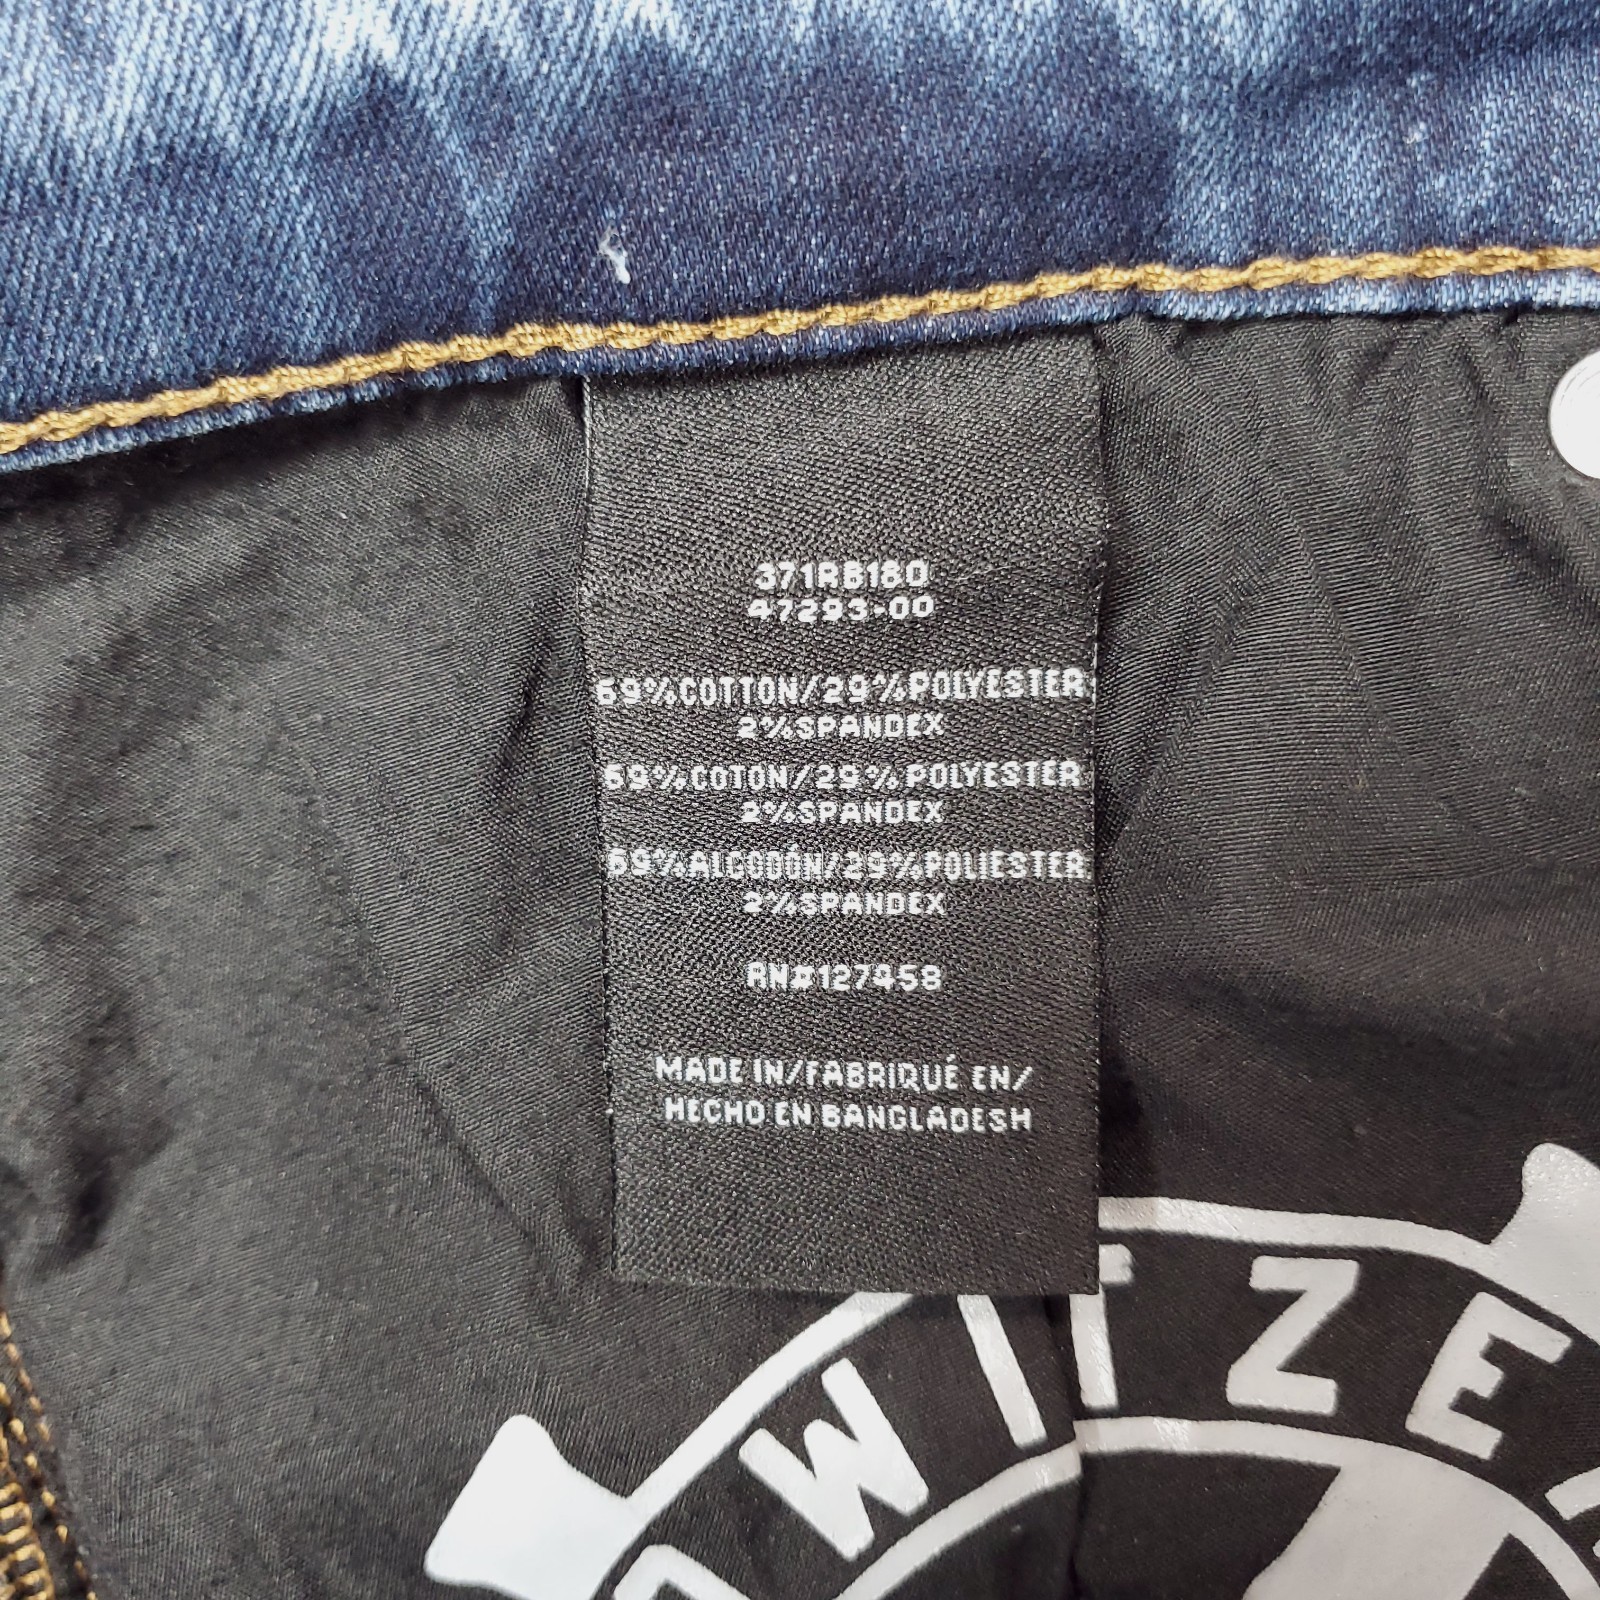 371RB180
47293-00
69%COTTON/29%POLYESTER
2%SPANDEX
69%COTON/29%POLYESTER
2%SPANDEX
69%ALGODÓN/29%POLIESTER
2%SPANDEX
RN#127458
MADE IN/FABRIQUÉ EN/
HECHO EN BANGLADESH